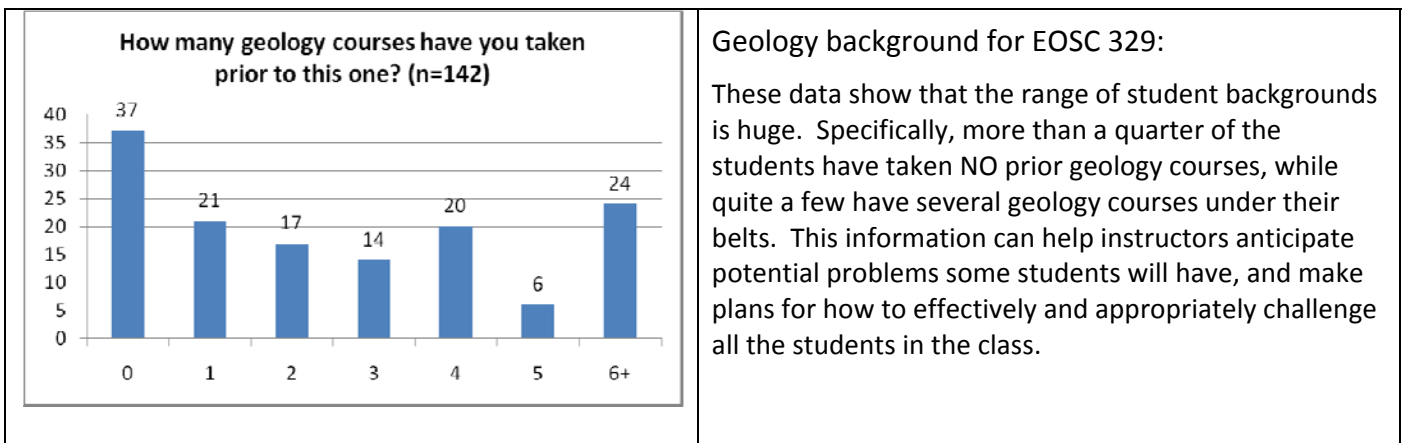 How many geology courses have you taken
prior to this one? (n=142)
40
35
30
25
20
15
10
5
0
37
21
17
14
20
6
24
0
1
2
3
4
5
6+
Geology background for EOSC 329:
These data show that the range of student backgrounds
is huge.  Specifically, more than a quarter of the
students have taken NO prior geology courses, while
quite a few have several geology courses under their
belts.  This information can help instructors anticipate
potential problems some students will have, and make
plans for how to effectively and appropriately challenge
all the students in the class.